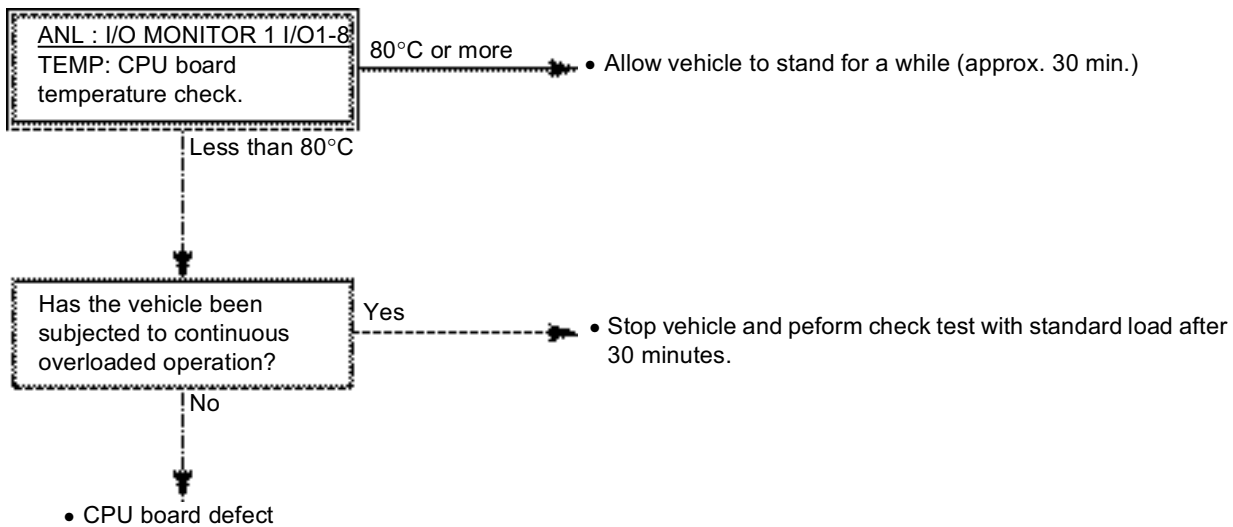 ANL : I/O MONITOR 1 I/O1-8
TEMP: CPU board
temperature check.
80°C or more
• Allow vehicle to stand for a while (approx. 30 min.)
Less than 80°C
Has the vehicle been
subjected to continuous
overloaded operation?
Yes
• Stop vehicle and peform check test with standard load after
30 minutes.
No
• CPU board defect